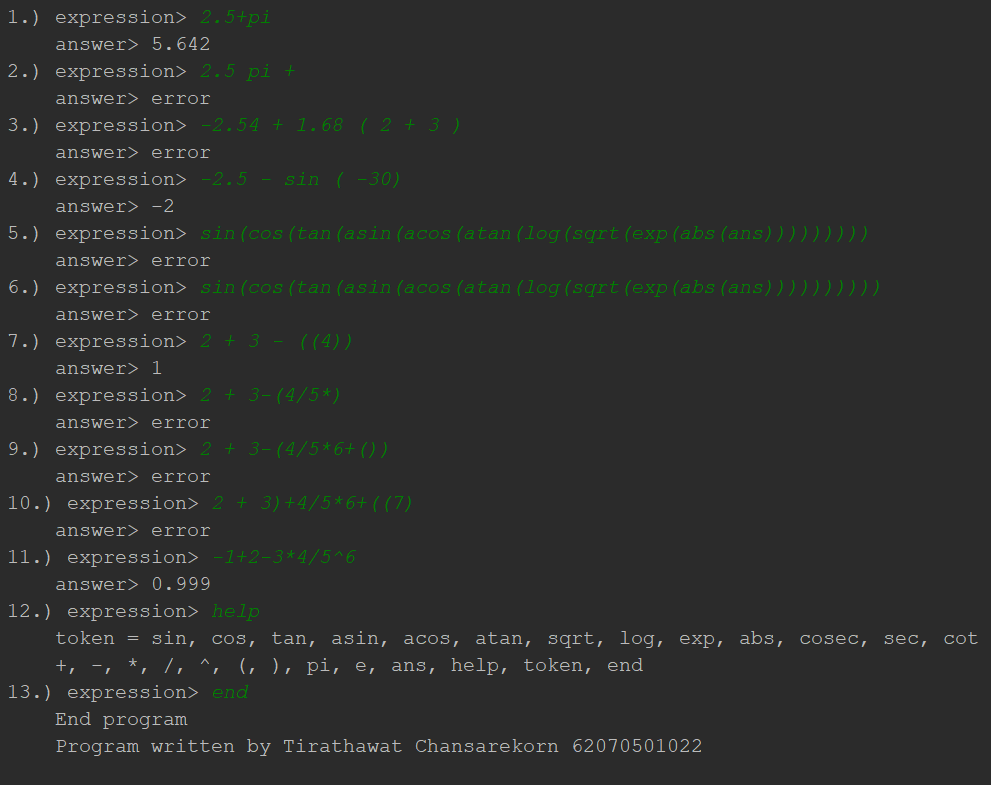 1.) expression> 2.5+pi
answer> 5.642
2.) expression> 2.5 pi +
answer> error
3.) expression> -2.54 + 1.68 ( 2 + 3 )
answer> error
4.) expression> -2.5 - sin ( -30)
answer> -2
5.) expression> sin(cos(tan(asin(acos(atan(log(sqrt(exp(abs(ans)))))))))
answer> error
6.) expression> sin(cos(tan(asin(acos(atan(log(sqrt(exp(abs(ans))))))))))
answer> error
7.) expression> 2 + 3 - ((4))
answer> 1
8.) expression> 2 + 3-(4/5*)
answer> error
9.) expression> 2 + 3-(4/5*6+())
answer> error
10.) expression> 2 + 3)+4/5*6+((7)
answer> error
11.) expression> -1+2-3*4/5^6
answer> 0.999
12.) expression> help
token = sin, cos, tan, asin, acos, atan, sqrt, log, exp, abs, cosec, sec, cot
+, -, *, /, ^, (, ), pi, e, ans, help, token, end
13.) expression> end
End program
Program written by Tirathawat Chansarekorn 62070501022